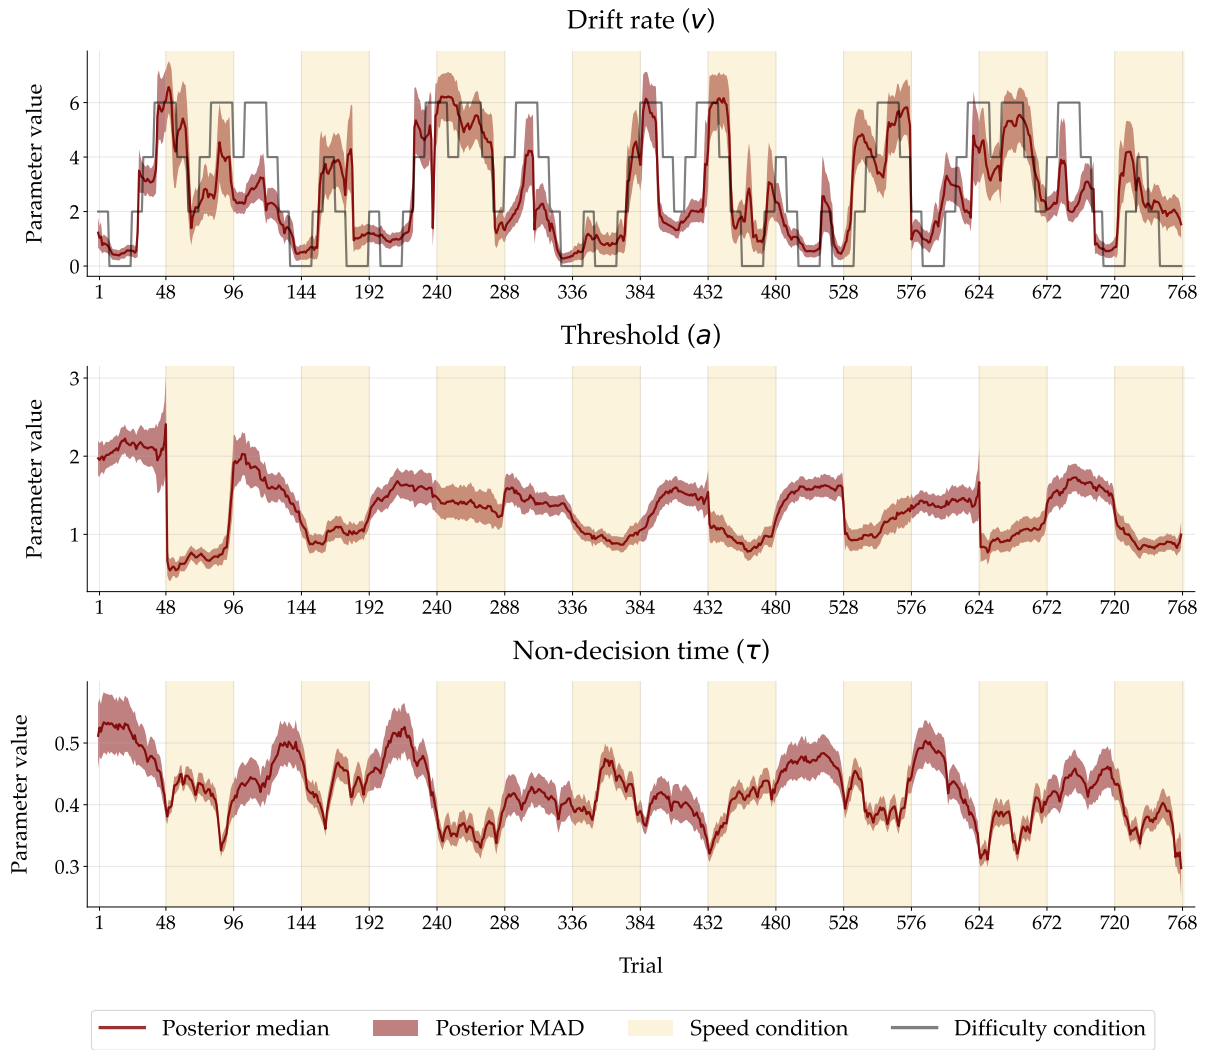 Drift rate (v)
Parameter value
6
4
2
0
1 48 96 144 192 240 288 336 384 432 480 528 576 624 672 720 768
Threshold (a)
Parameter value
3
2
1
1 48 96 144 192 240 288 336 384 432 480 528 576 624 672 720 768
Non-decision time (τ)
Parameter value
0.5
0.4
0.3
1 48 96 144 192 240 288 336 384 432 480 528 576 624 672 720 768
Trial
Posterior median Posterior MAD Speed condition Difficulty condition